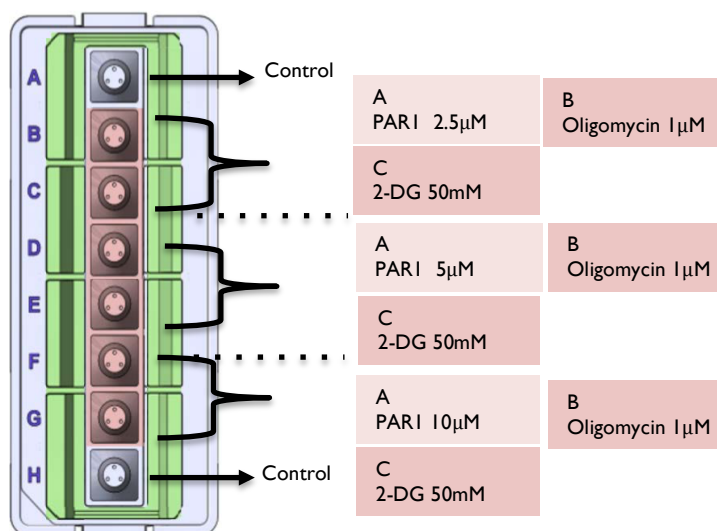 A
B
C
D
E
F
G
H
Control
A
PAR1 2.5μM
B
Oligomycin 1μM
C
2-DG 50mM
A
PAR1 5μM
B
Oligomycin 1μM
C
2-DG 50mM
A
PAR1 10μM
B
Oligomycin 1μM
Control
C
2-DG 50mM